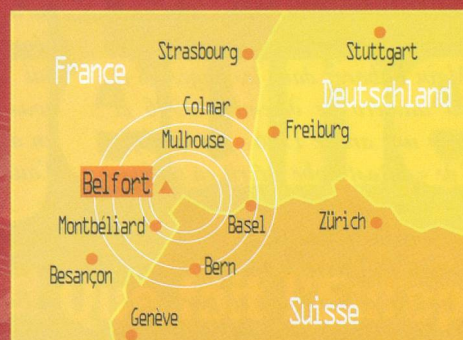 Strasbourg
Stuttgart
France
Deutschland
Colmar
Freiburg
Mulhouse
Belfort
Montbéliard
Basel
Zürich
Besançon
Bern
Genève
Suisse